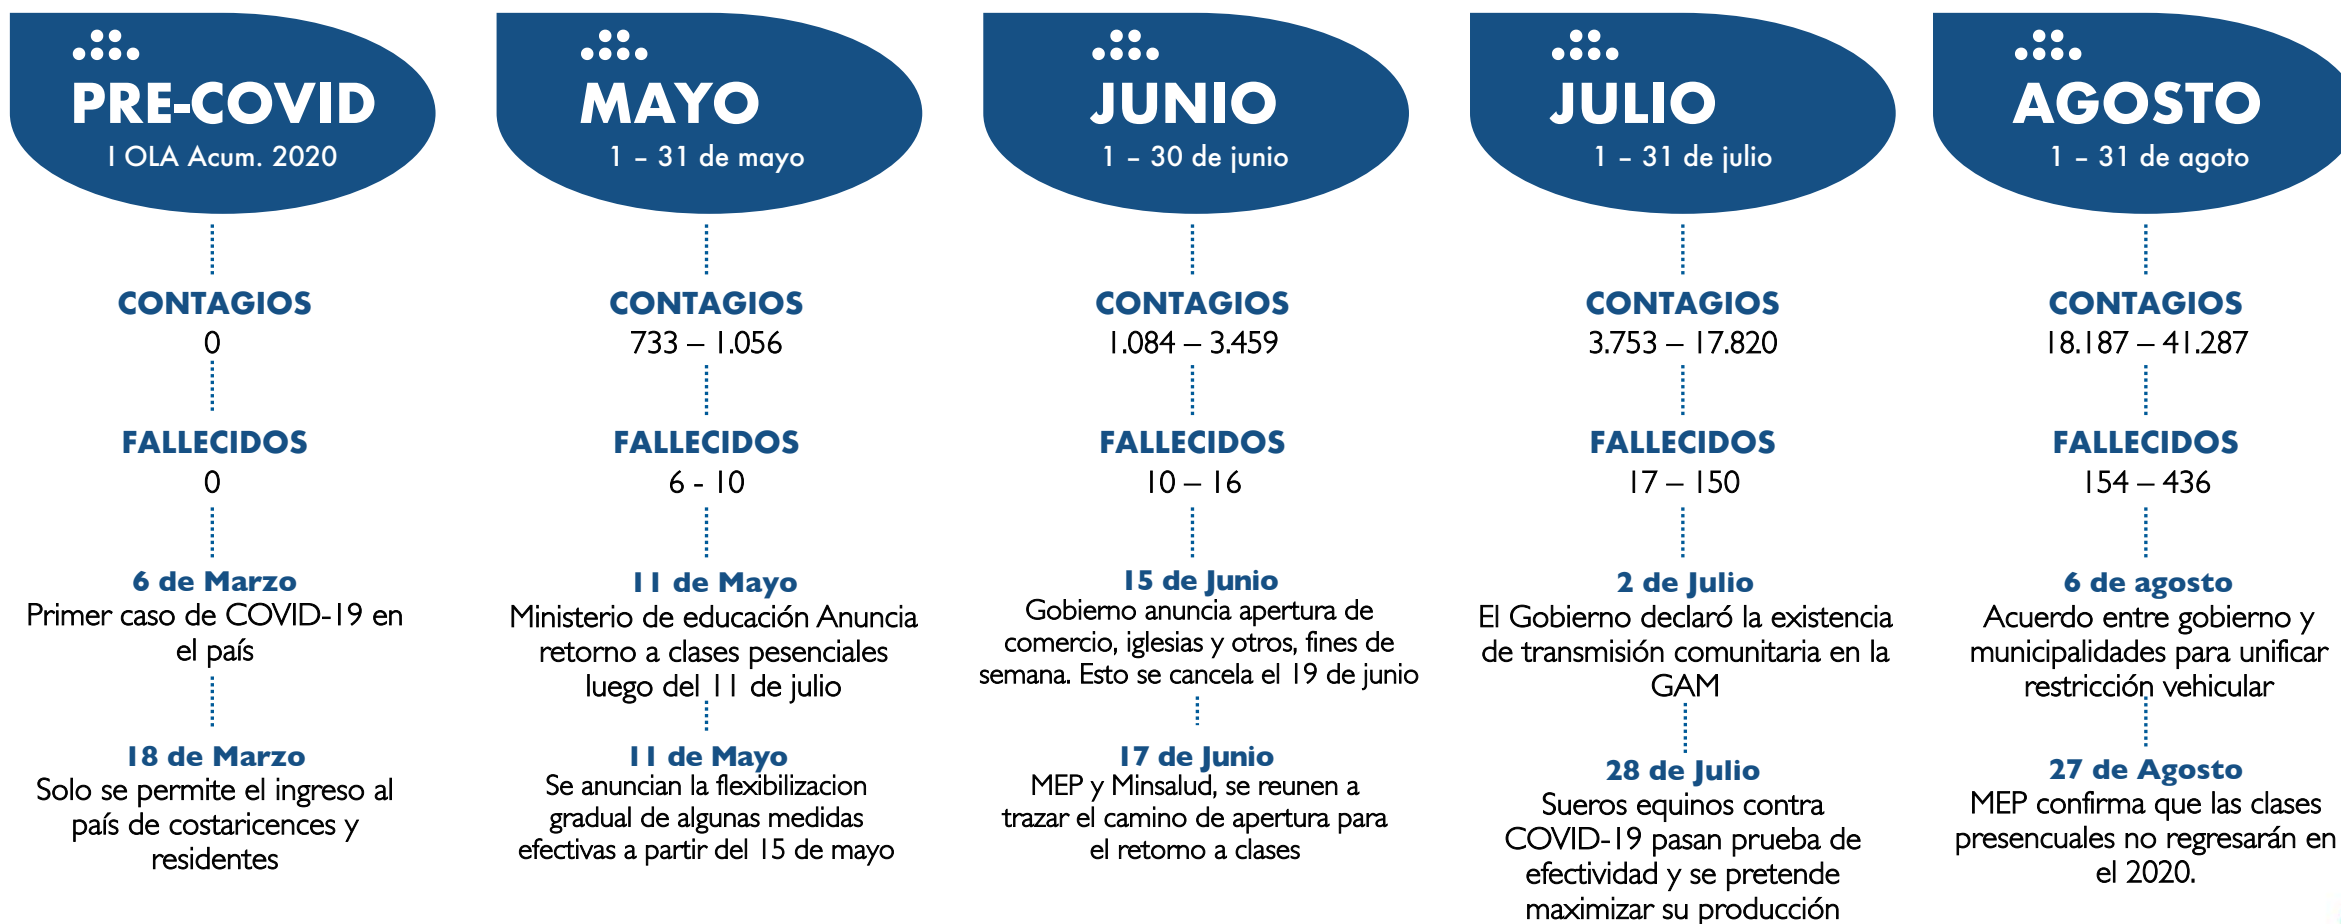 PRE-COVID
I OLA Acum. 2020
CONTAGIOS
0
FALLECIDOS
0
6 de Marzo
Primer caso de COVID-19 en
el país
18 de Marzo
Solo se permite el ingreso al
país de costaricences y
residentes
MAYO
1 – 31 de mayo
CONTAGIOS
733 – 1.056
FALLECIDOS
6 - 10
11 de Mayo
Ministerio de educación Anuncia
retorno a clases pesenciales
luego del 11 de julio
11 de Mayo
Se anuncian la flexibilizacion
gradual de algunas medidas
efectivas a partir del 15 de mayo
JUNIO
1 – 30 de junio
CONTAGIOS
1.084 – 3.459
FALLECIDOS
10 – 16
15 de Junio
Gobierno anuncia apertura de
comercio, iglesias y otros, fines de
semana. Esto se cancela el 19 de junio
17 de Junio
MEP y Minsalud, se reunen a
trazar el camino de apertura para
el retorno a clases
JULIO
1 – 31 de julio
CONTAGIOS
3.753 – 17.820
FALLECIDOS
17 – 150
2 de Julio
El Gobierno declaró la existencia
de transmisión comunitaria en la
GAM
28 de Julio
Sueros equinos contra
COVID-19 pasan prueba de
efectividad y se pretende
maximizar su producción
AGOSTO
1 – 31 de agoto
CONTAGIOS
18.187 – 41.287
FALLECIDOS
154 – 436
6 de agosto
Acuerdo entre gobierno y
municipalidades para unificar
restricción vehicular
27 de Agosto
MEP confirma que las clases
presencuales no regresarán en
el 2020.